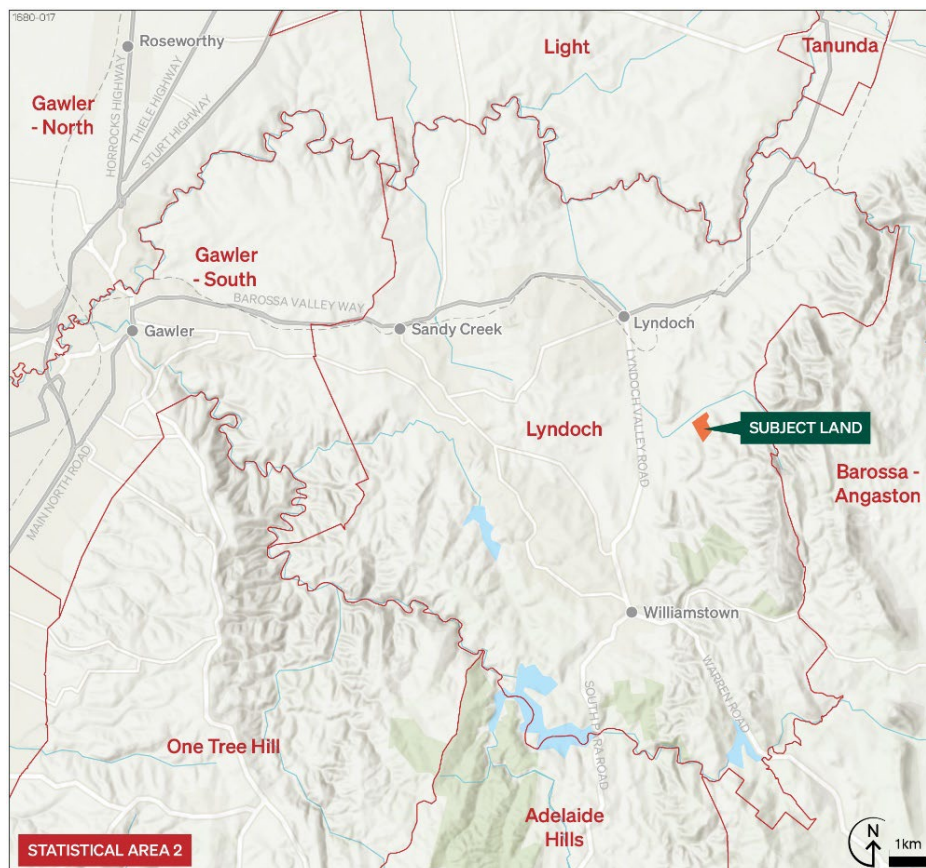 1680-017
Roseworthy
Light
Tanunda
Gawler
- North
HORROCKS HIGHWAY
THIELE HIGHWAY
STURT HIGHWAY
Gawler
- South
BAROSSA VALLEY WAY
Gawler
Sandy Creek
Lyndoch
LYNDOCH VALLEY ROAD
Lyndoch
SUBJECT LAND
MAIN NORTH ROAD
Barossa -
Angaston
Williamstown
WARREN ROAD
SOUTH PARA ROAD
One Tree Hill
Adelaide
Hills
STATISTICAL AREA 2
N
1km